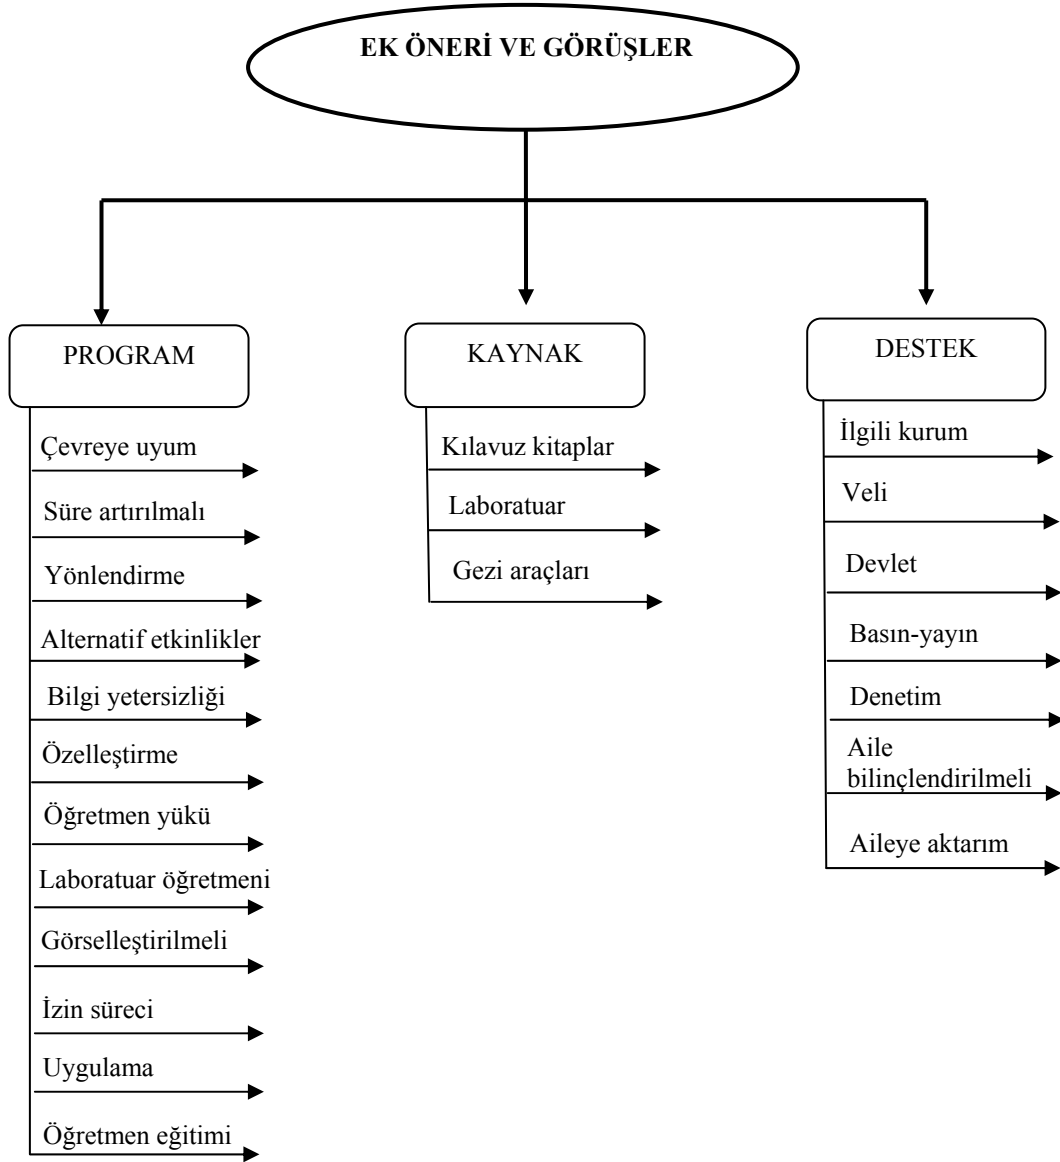 EK ÖNERİ VE GÖRÜŞLER
PROGRAM
Çevreye uyum
Süre artırılmalı
Yönlendirme
Alternatif etkinlikler
Bilgi yetersizliği
Özelleştirme
Öğretmen yükü
Laboratuar öğretmeni
Görselleştirilmeli
İzin süreci
Uygulama
Öğretmen eğitimi
KAYNAK
Kılavuz kitaplar
Laboratuar
Gezi araçları
DESTEK
İlgili kurum
Veli
Devlet
Basın-yayın
Denetim
Aile
bilinçlendirilmeli
Aileye aktarım